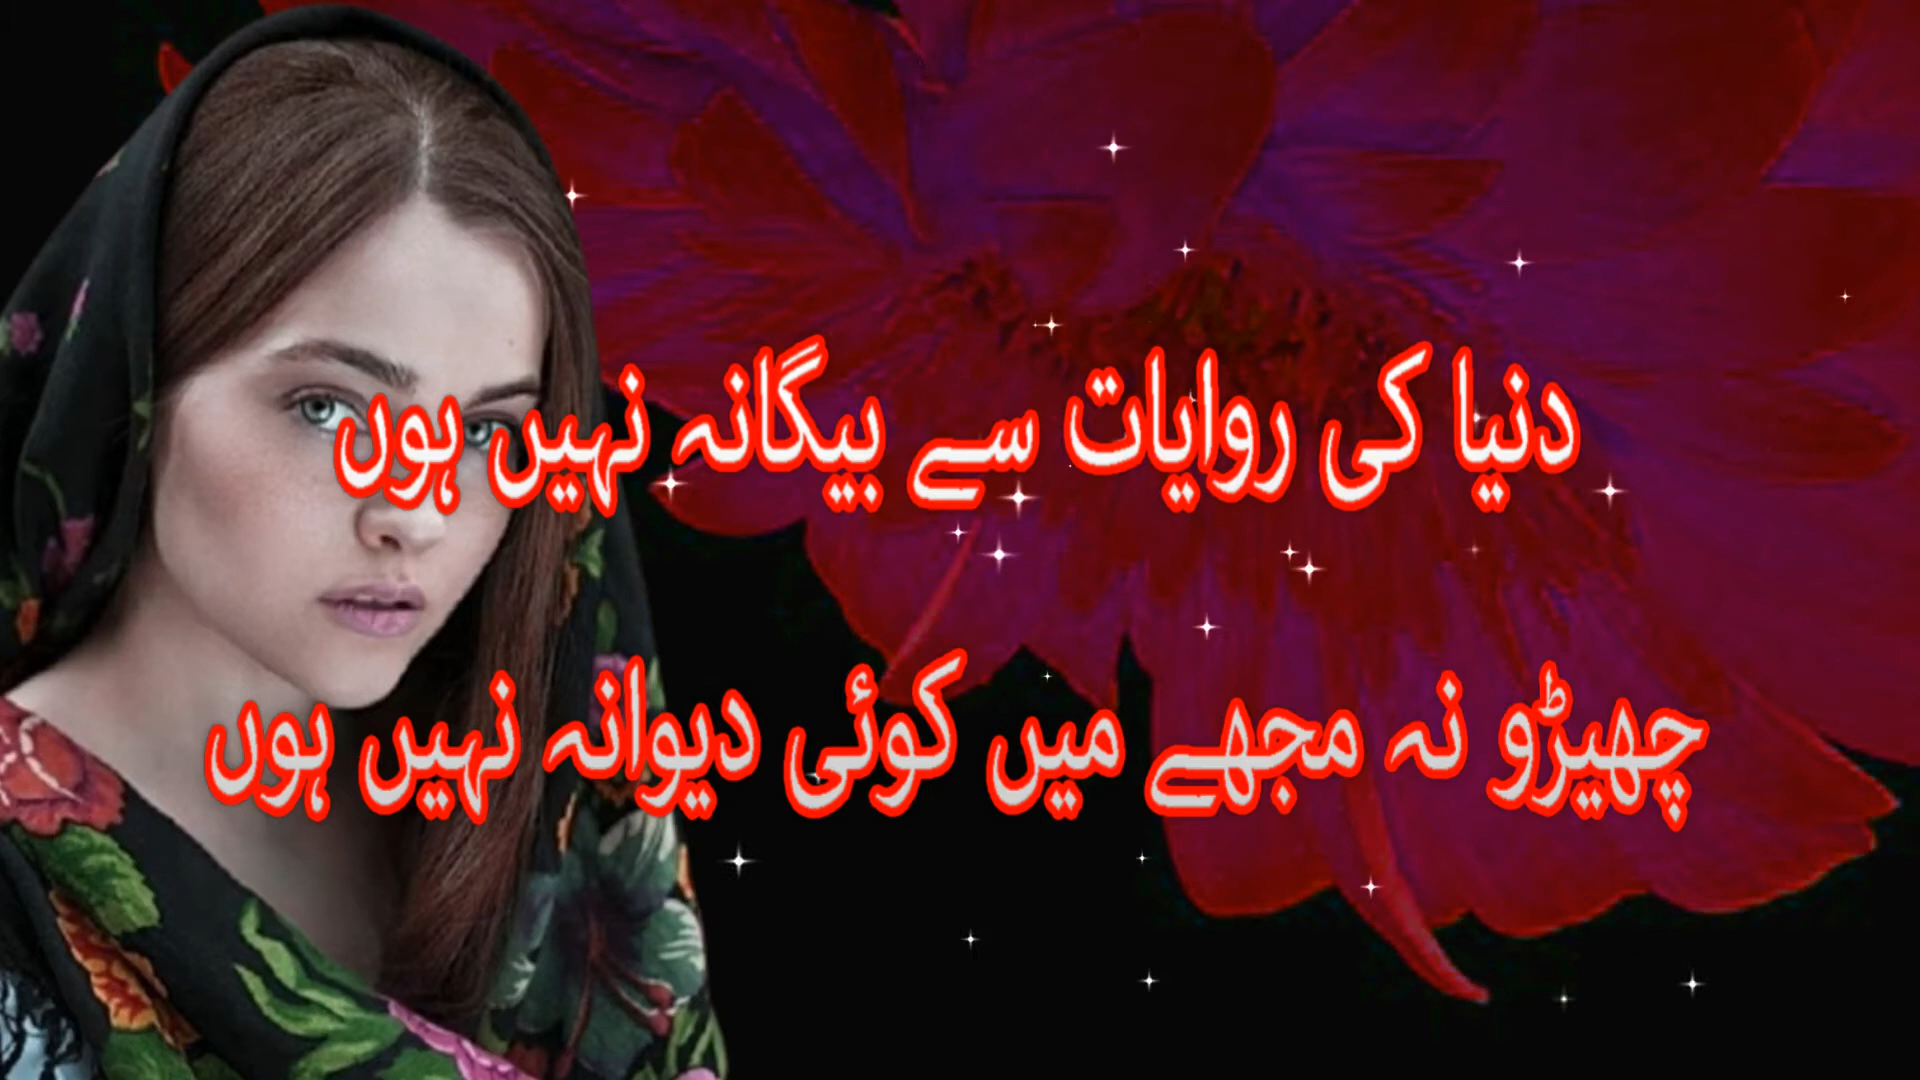 دنیا کی روایات سے بیگانہ نہیں ہوں
چھیڑو نہ مجھے میں کوئی دیوانہ نہیں ہوں